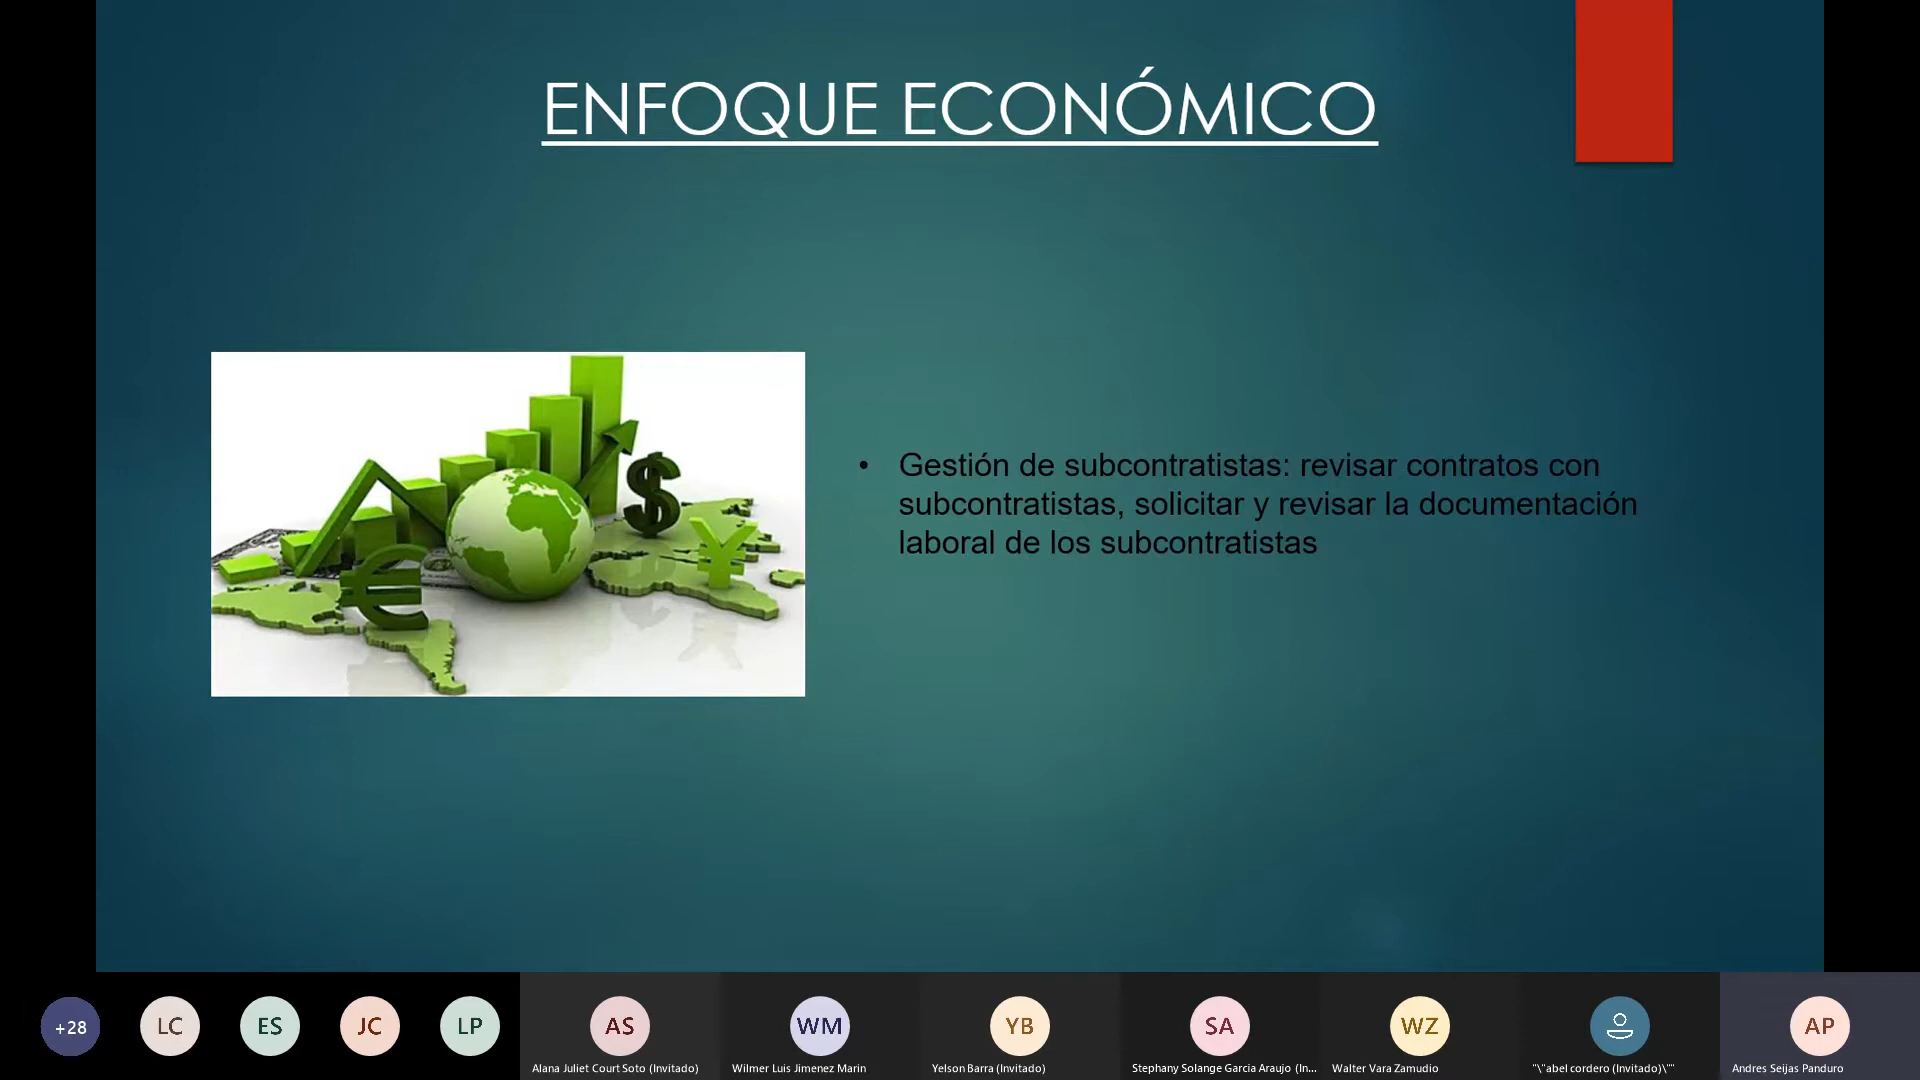 ENFOQUE ECONÓMICO
• Gestión de subcontratistas: revisar contratos con
subcontratistas, solicitar y revisar la documentación
laboral de los subcontratistas
$
¥
€
+28
LC
ES
JC
LP
AS
WM
YB
SA
WZ
AP
Alana Juliet Court Soto (Invitado)
Wilmer Luis Jimenez Marin
Yelson Barra (Invitado)
Stephany Solange Garcia Araujo (In...
Walter Vara Zamudio
"\"abel cordero (Invitado)\""
Andres Seijas Panduro